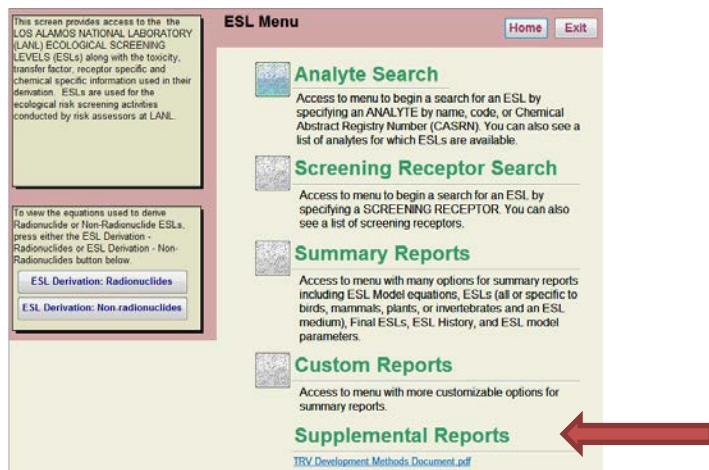 This screen provides access to the the
LOS ALAMOS NATIONAL LABORATORY
(LANL) ECOLOGICAL SCREENING
LEVELS (ESLs) along with the toxicity,
transfer factor, receptor specific and
chemical specific information used in their
derivation. ESLs are used for the
ecological risk screening activities
conducted by risk assessors at LANL.
To view the equations used to derive
Radionuclide or Non-Radionuclide ESLs,
press either the ESL Derivation -
Radionuclides or ESL Derivation - Non-
Radionuclides button below.
ESL Derivation: Radionuclides
ESL Derivation: Non-radionuclides
ESL Menu
Home Exit
Analyte Search
Access to menu to begin a search for an ESL by
specifying an ANALYTE by name, code, or Chemical
Abstract Registry Number (CASRN). You can also see a
list of analytes for which ESLs are available.
Screening Receptor Search
Access to menu to begin a search for an ESL by
specifying a SCREENING RECEPTOR. You can also
see a list of screening receptors.
Summary Reports
Access to menu with many options for summary reports
including ESL Model equations, ESLs (all or specific to
birds, mammals, plants, or invertebrates and an ESL
medium), Final ESLs, ESL History, and ESL model
parameters.
Custom Reports
Access to menu with more customizable options for
summary reports.
Supplemental Reports
TRV Development Methods Document.pdf